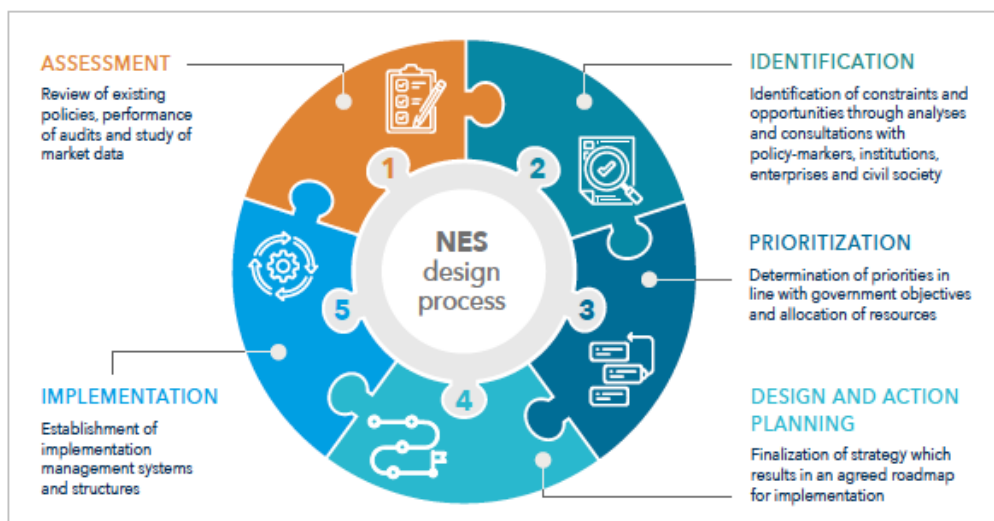 ASSESSMENT
Review of existing
policies, performance
of audits and study of
market data
IDENTIFICATION
Identification of constraints and
opportunities through analyses
and consultations with
policy-markers, institutions,
enterprises and civil society
1
2
NES
design
process
PRIORITIZATION
Determination of priorities in
line with government objectives
and allocation of resources
5
3
4
IMPLEMENTATION
Establishment of
implementation
management systems
and structures
DESIGN AND ACTION
PLANNING
Finalization of strategy which
results in an agreed roadmap
for implementation